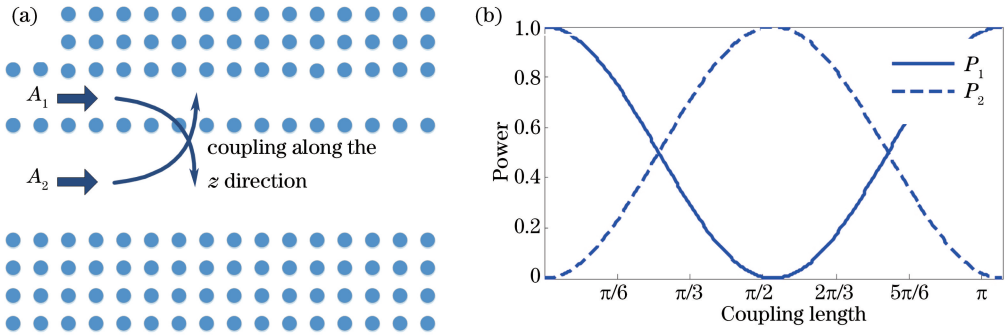 (a)
A₁
A₂
coupling along the
z direction
(b)
Power
1.0
0.8
0.6
0.4
0.2
0
P₁
P₂
π/6
π/3
π/2
2π/3
5π/6
π
Coupling length